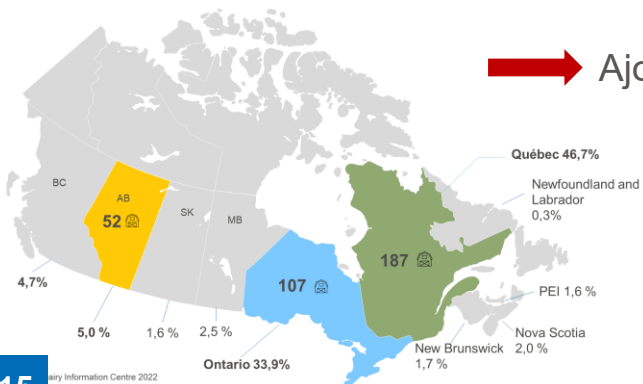 Ajo
Québec 46,7%
Newfoundland and
Labrador
0,3%
BC
AB
52
SK
MB
187
107
4,7%
PEI 1,6 %
5,0 %
1,6 %
2,5 %
Nova Scotia
2,0 %
New Brunswick
1,7 %
Ontario 33,9%
15
airy Information Centre 2022